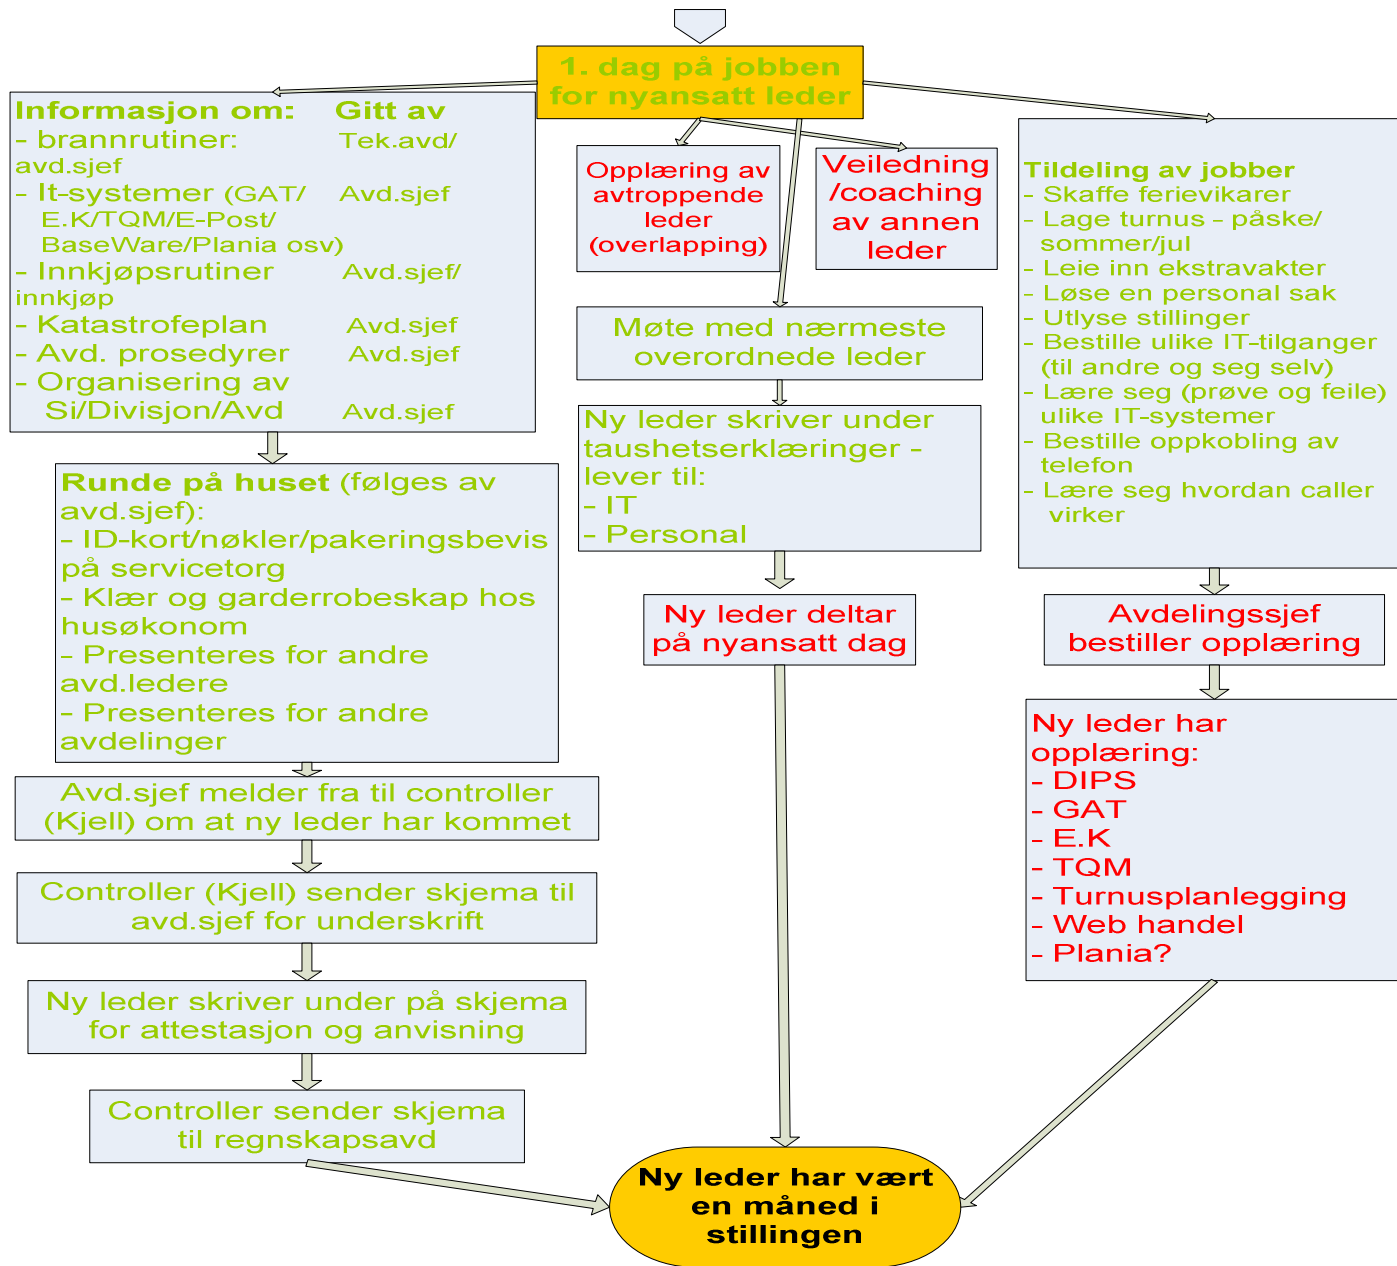 1. dag på jobben
for nyansatt leder
Informasjon om: Gitt av
- brannrutiner: Tek.avd/
avd.sjef
- It-systemer (GAT/ Avd.sjef
E.K/TQM/E-Post/
BaseWare/Plania osv)
- Innkjøpsrutiner Avd.sjef/
innkjøp
- Katastrofeplan Avd.sjef
- Avd. prosedyrer Avd.sjef
- Organisering av
Si/Divisjon/Avd Avd.sjef
Runde på huset (følges av
avd.sjef):
- ID-kort/nøkler/pakeringsbevis
på servicetorg
- Klær og garderrobeskap hos
husøkonom
- Presenteres for andre
avd.ledere
- Presenteres for andre
avdelinger
Avd.sjef melder fra til controller
(Kjell) om at ny leder har kommet
Controller (Kjell) sender skjema til
avd.sjef for underskrift
Ny leder skriver under på skjema
for attestasjon og anvisning
Controller sender skjema
til regnskapsavd
Opplæring av
avtroppende
leder
(overlapping)
Veiledning
/coaching
av annen
leder
Møte med nærmeste
overordnede leder
Ny leder skriver under
taushetserklæringer -
lever til:
- IT
- Personal
Ny leder deltar
på nyansatt dag
Tildeling av jobber
- Skaffe ferievikarer
- Lage turnus - påske/
sommer/jul
- Leie inn ekstravakter
- Løse en personal sak
- Utlyse stillinger
- Bestille ulike IT-tilganger
(til andre og seg selv)
- Lære seg (prøve og feile)
ulike IT-systemer
- Bestille oppkobling av
telefon
- Lære seg hvordan caller
virker
Avdelingssjef
bestiller opplæring
Ny leder har
opplæring:
- DIPS
- GAT
- E.K
- TQM
- Turnusplanlegging
- Web handel
- Plania?
Ny leder har vært
en måned i
stillingen